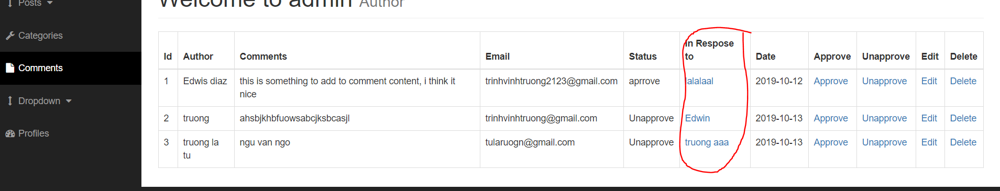 Welcome to admin Author
Posts
Categories
Comments
Dropdown
Profiles
Id Author Comments Email Status In Respose to Date Approve Unapprove Edit Delete
1 Edwis diaz this is something to add to comment content, i think it nice trinhvinhtruong2123@gmail.com aprrove lalalaal 2019-10-12 Approve Unapprove Edit Delete
2 truong ahsbjkhbfuowsabcjksbcasjl trinhvinhtruong@gmail.com Unapprove Edwin 2019-10-13 Approve Unapprove Edit Delete
3 truong la tu ngu van ngo tularuogn@gmail.com Unapprove truong aaa 2019-10-13 Approve Unapprove Edit Delete